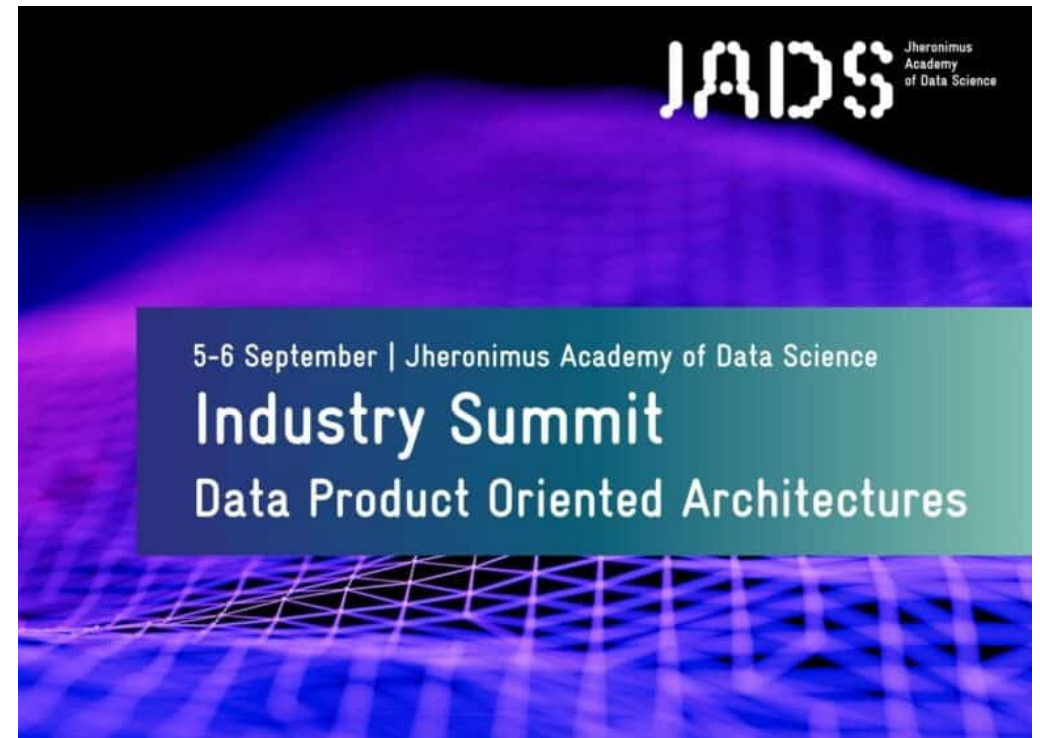 JADS
Jheronimus
Academy
of Data Science
5-6 September | Jheronimus Academy of Data Science
Industry Summit
Data Product Oriented Architectures